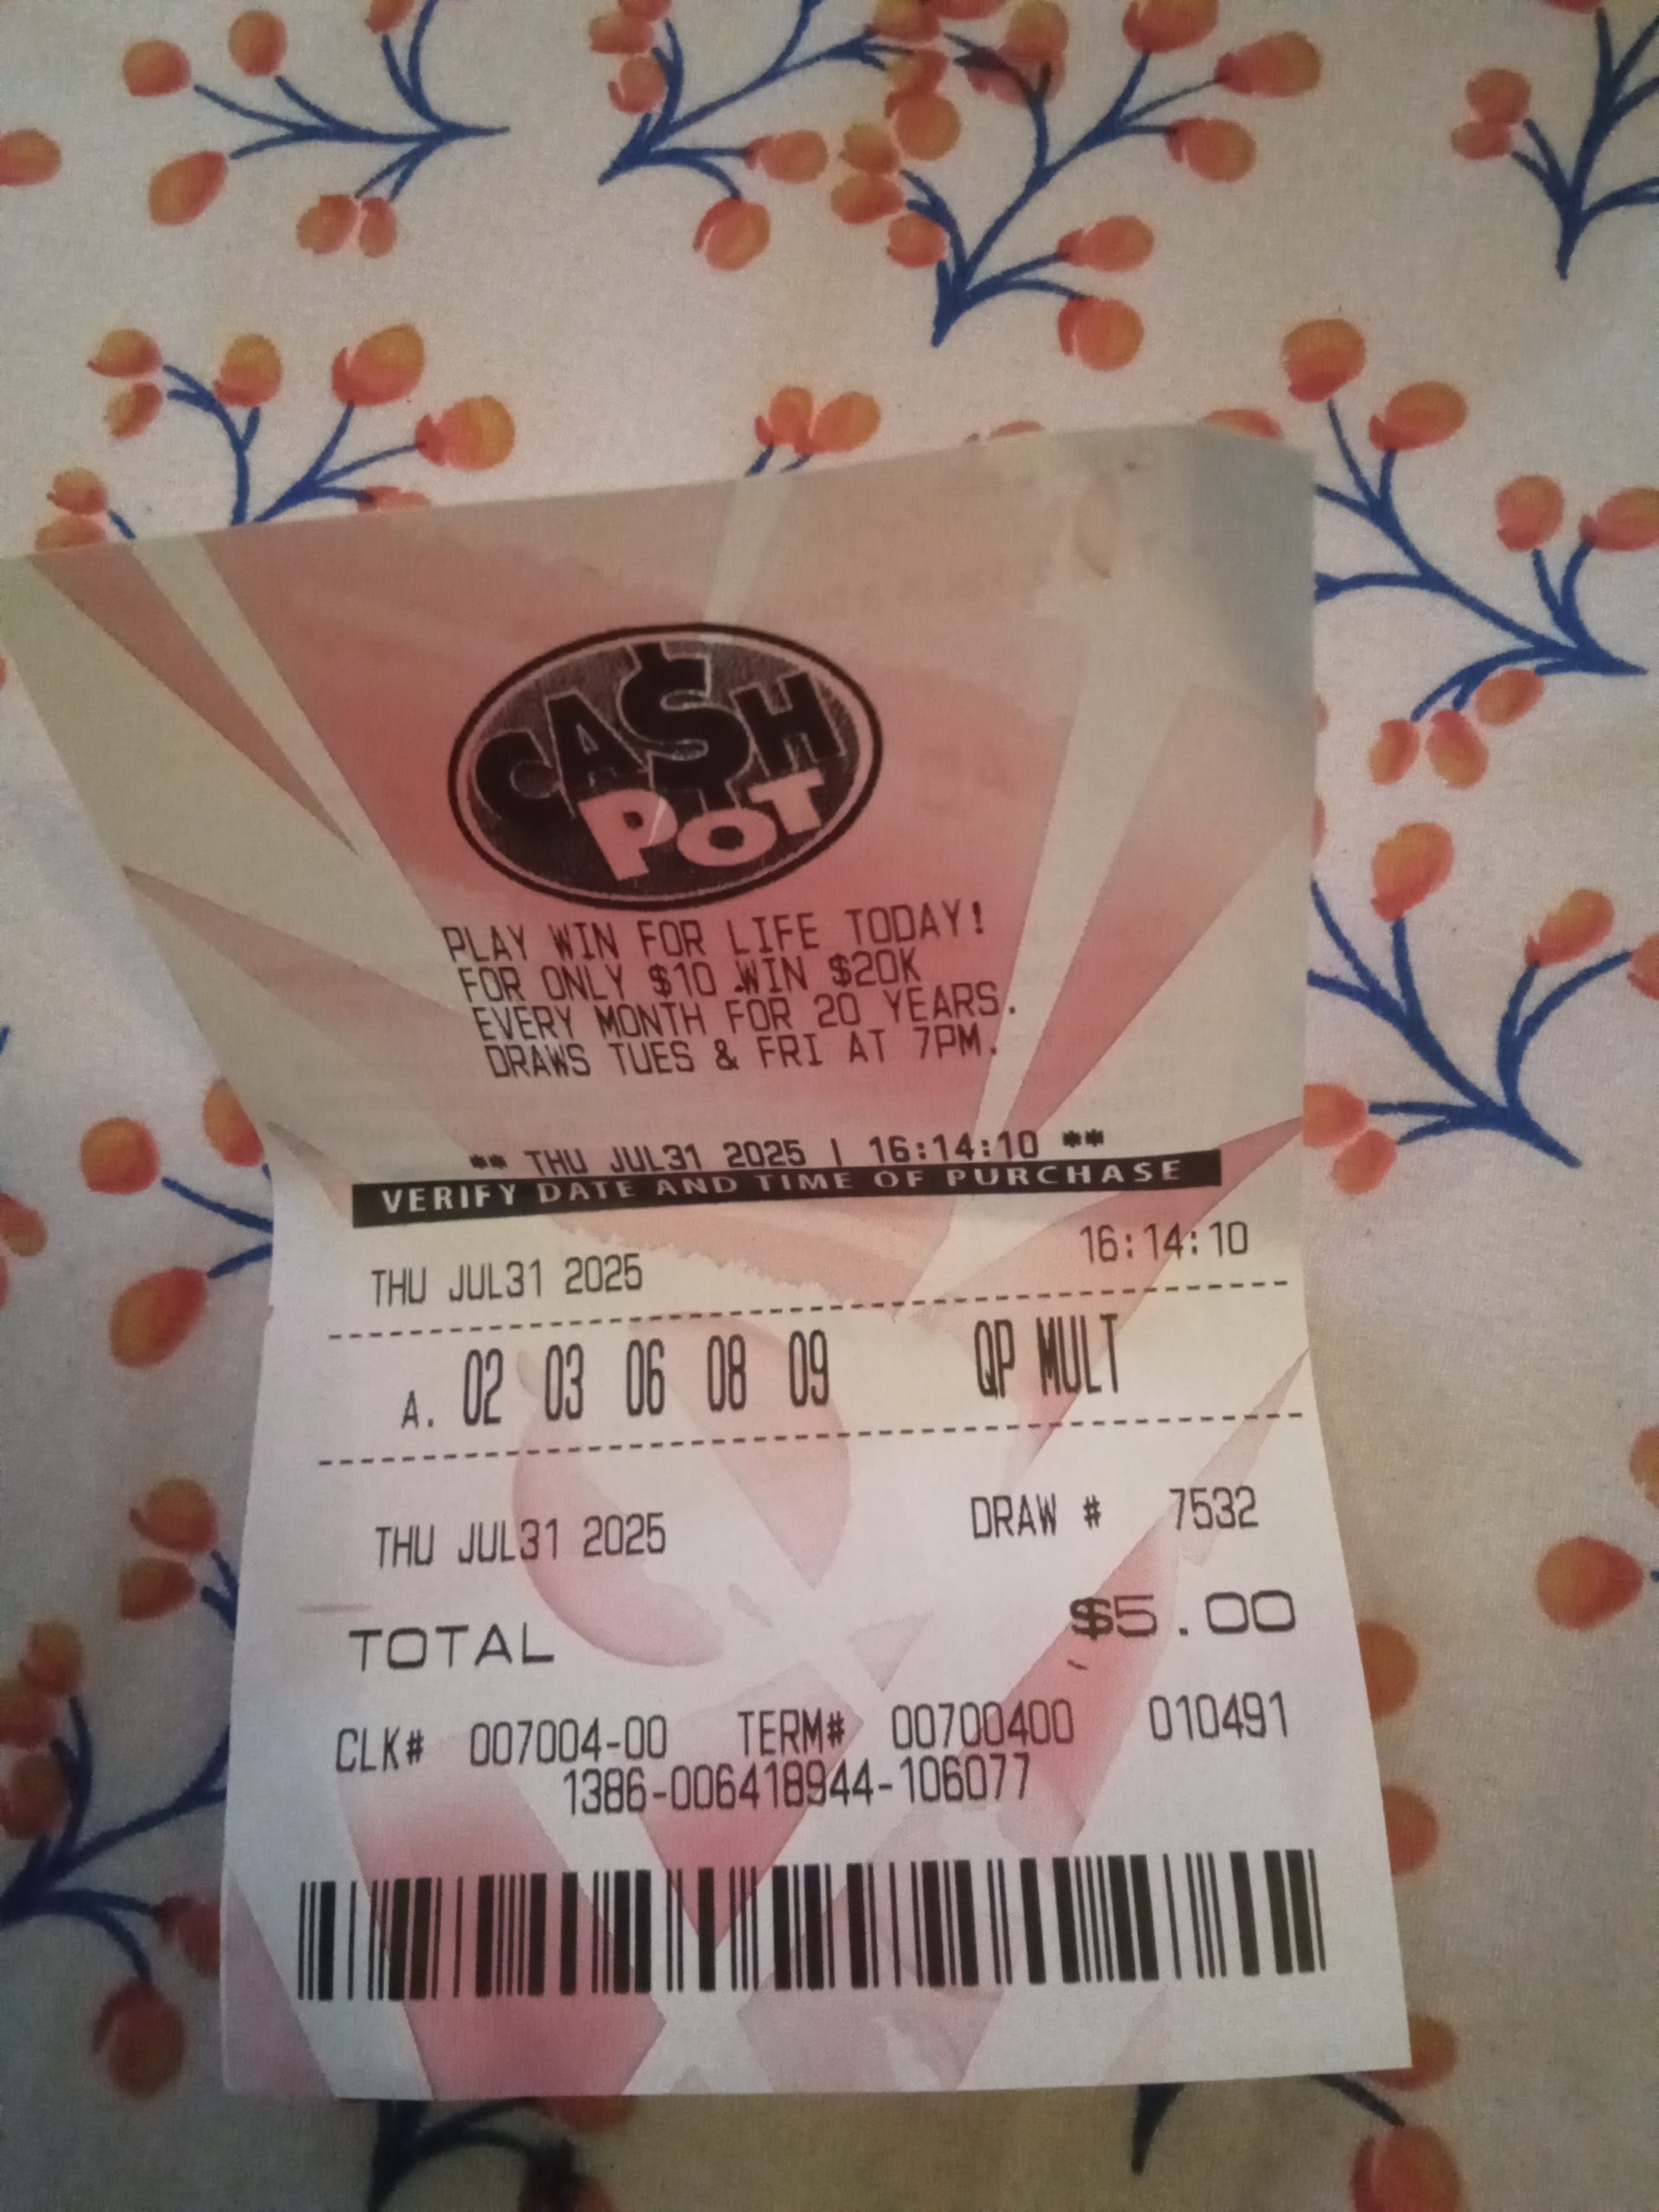 CA$H
POT
PLAY WIN FOR LIFE TODAY!
FOR ONLY $10 WIN $20K
EVERY MONTH FOR 20 YEARS.
DRAWS TUES & FRI AT 7PM.
** THU JUL31 2025 | 16:14:10 **
VERIFY DATE AND TIME OF PURCHASE
THU JUL31 2025 16:14:10
A. 02 03 06 08 09 QP MULT
THU JUL31 2025 DRAW # 7532
TOTAL $5.00
CLK# 007004-00 TERM# 00700400 010491
1386-006418944-106077